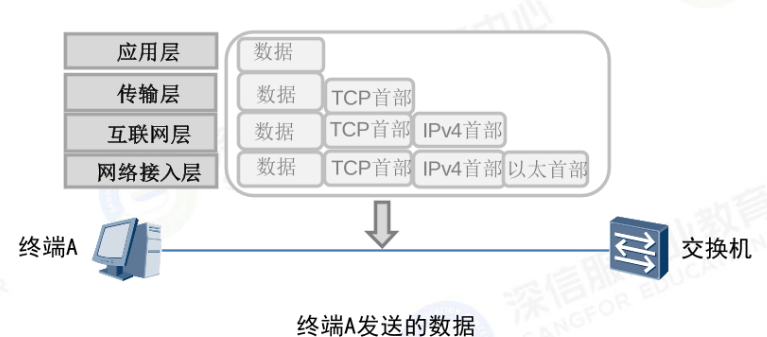 应用层 数据
传输层 数据 TCP首部
互联网层 数据 TCP首部 IPv4首部
网络接入层 数据 TCP首部 IPv4首部 以太首部
终端A 交换机
终端A发送的数据